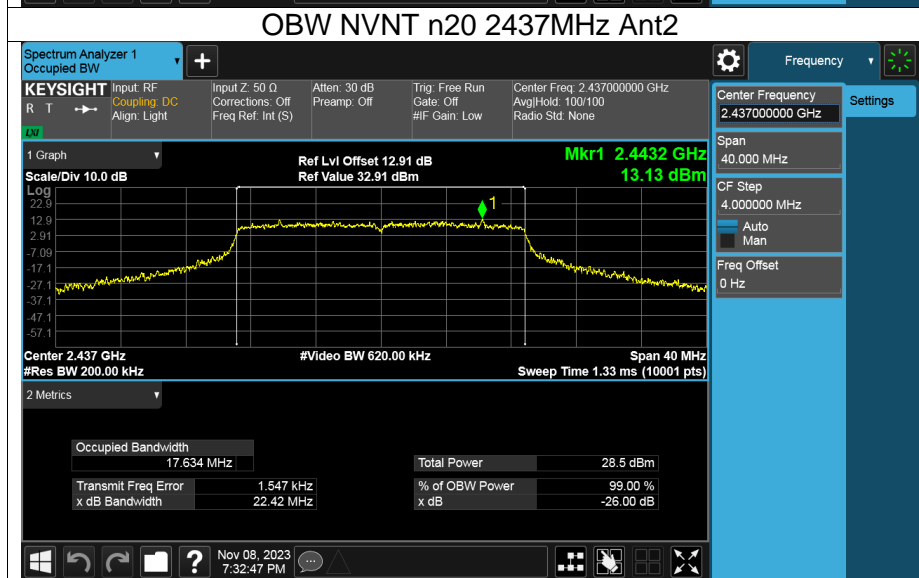 OBW NVNT n20 2437MHz Ant2
Spectrum Analyzer 1
Occupied BW
+
Frequency
KEYSIGHT
R T
LXI
Input: RF
Coupling: DC
Align: Light
Input Z: 50 Ω
Corrections: Off
Freq Ref: Int (S)
Atten: 30 dB
Preamp: Off
Trig: Free Run
Gate: Off
#IF Gain: Low
Center Freq: 2.437000000 GHz
Avg|Hold: 100/100
Radio Std: None
Center Frequency
2.437000000 GHz
Settings
Span
40.000 MHz
CF Step
4.000000 MHz
Auto
Man
Freq Offset
0 Hz
1 Graph
Scale/Div 10.0 dB
Ref Lvl Offset 12.91 dB
Ref Value 32.91 dBm
Mkr1 2.4432 GHz
13.13 dBm
Log
22.9
12.9
2.91
-7.09
-17.1
-27.1
-37.1
-47.1
-57.1
1
Center 2.437 GHz
#Res BW 200.00 kHz
#Video BW 620.00 kHz
Span 40 MHz
Sweep Time 1.33 ms (10001 pts)
2 Metrics
Occupied Bandwidth
17.634 MHz
Total Power 28.5 dBm
Transmit Freq Error 1.547 kHz
% of OBW Power 99.00 %
x dB Bandwidth 22.42 MHz
x dB -26.00 dB
?
Nov 08, 2023
7:32:47 PM